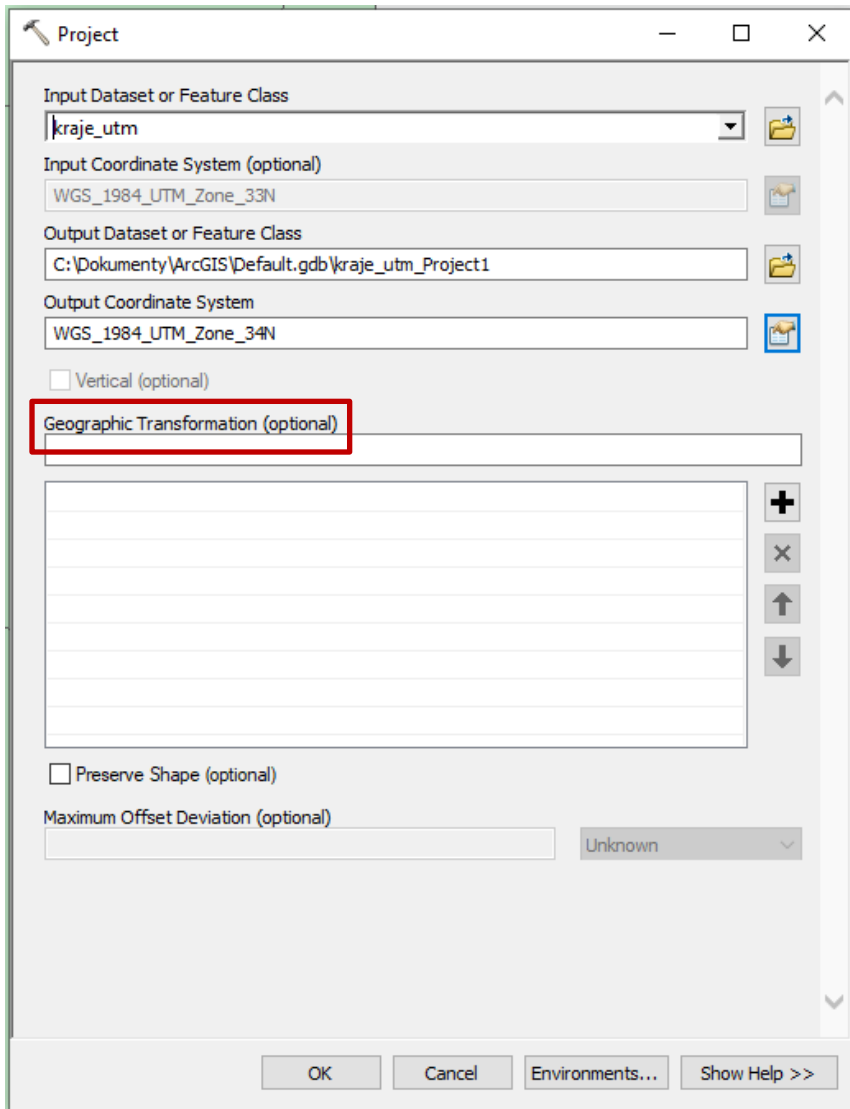 Project
Input Dataset or Feature Class
kraje_utm
Input Coordinate System (optional)
WGS_1984_UTM_Zone_33N
Output Dataset or Feature Class
C:\Dokumenty\ArcGIS\Default.gdb\kraje_utm_Project1
Output Coordinate System
WGS_1984_UTM_Zone_34N
Vertical (optional)
Geographic Transformation (optional)
Preserve Shape (optional)
Maximum Offset Deviation (optional)
Unknown
OK Cancel Environments... Show Help >>